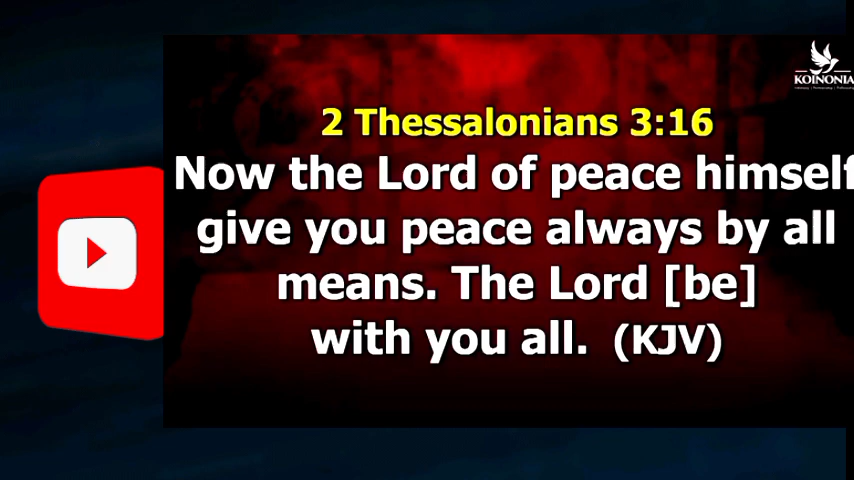 KOINONIA
2 Thessalonians 3:16
Now the Lord of peace himself
give you peace always by all
means. The Lord [be]
with you all. (KJV)